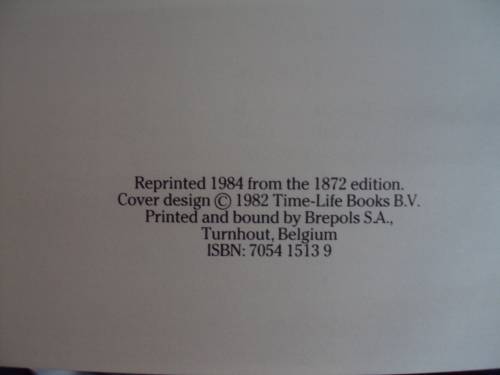 Reprinted 1984 from the 1872 edition.
Cover design © 1982 Time-Life Books B.V.
Printed and bound by Brepols S.A.,
Turnhout, Belgium
ISBN: 7054 1513 9